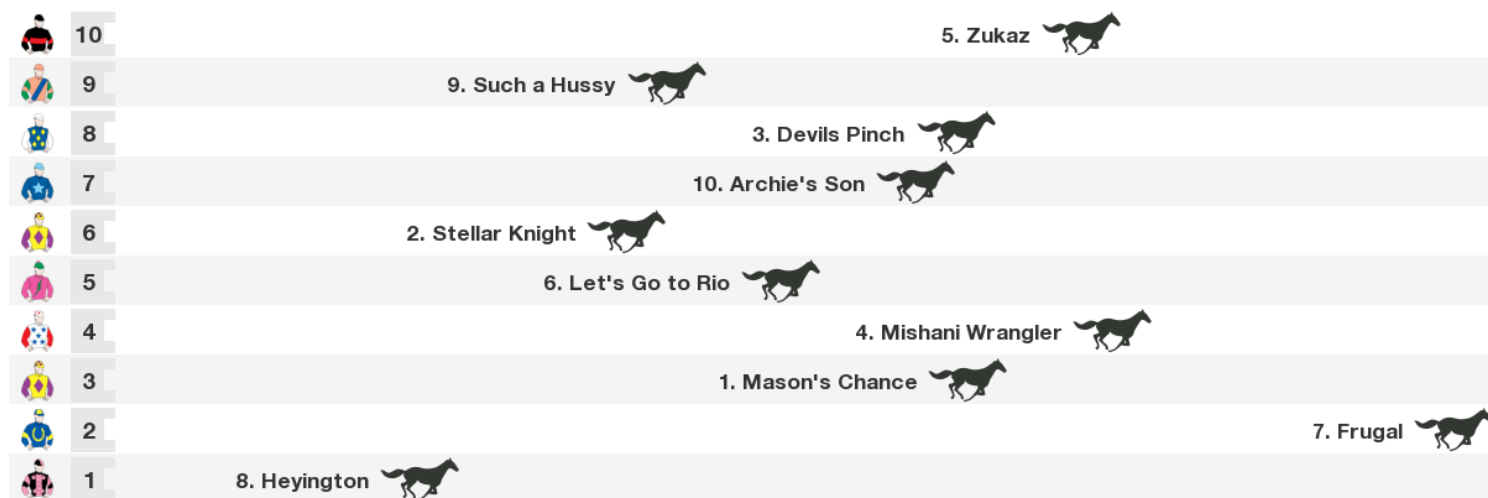 10 5. Zukaz
9 9. Such a Hussy
8 3. Devils Pinch
7 10. Archie's Son
6 2. Stellar Knight
5 6. Let's Go to Rio
4 4. Mishani Wrangler
3 1. Mason's Chance
2 7. Frugal
1 8. Heyington